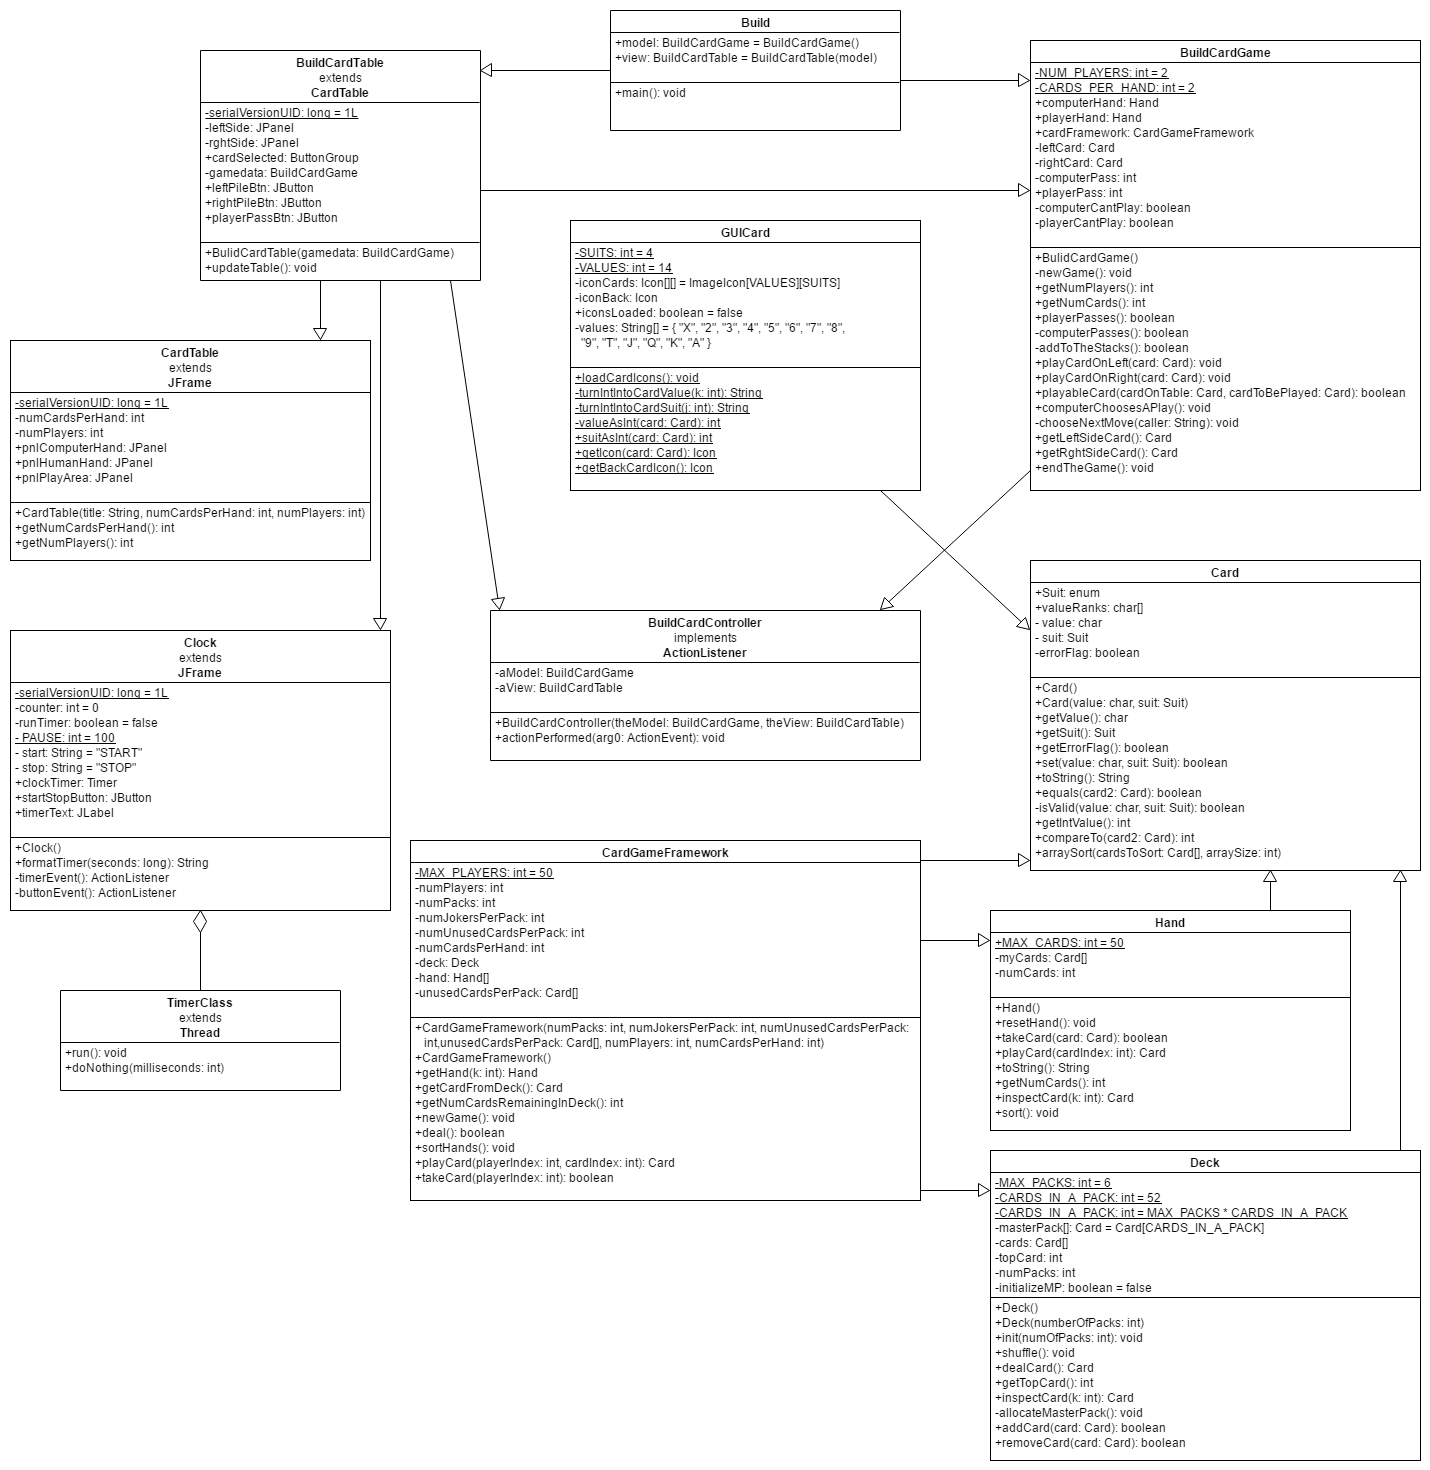 Build
+model: BuildCardGame = BuildCardGame()
+view: BuildCardTable = BuildCardTable(model)
+main(): void
BuildCardTable
extends
CardTable
-serialVersionUID: long = 1L
-leftSide: JPanel
-rghtSide: JPanel
+cardSelected: ButtonGroup
-gamedata: BuildCardGame
+leftPileBtn: JButton
+rightPileBtn: JButton
+playerPassBtn: JButton
+BulidCardTable(gamedata: BuildCardGame)
+updateTable(): void
BuildCardGame
-NUM_PLAYERS: int = 2
-CARDS_PER_HAND: int = 2
+computerHand: Hand
+playerHand: Hand
+cardFramework: CardGameFramework
-leftCard: Card
-rightCard: Card
-computerPass: int
+playerPass: int
-computerCantPlay: boolean
-playerCantPlay: boolean
+BulidCardGame()
-newGame(): void
+getNumPlayers(): int
+getNumCards(): int
+playerPasses(): boolean
-computerPasses(): boolean
-addToTheStacks(): boolean
+playCardOnLeft(card: Card): void
+playCardOnRight(card: Card): void
+playableCard(cardOnTable: Card, cardToBePlayed: Card): boolean
+computerChoosesAPlay(): void
-chooseNextMove(caller: String): void
+getLeftSideCard(): Card
+getRghtSideCard(): Card
+endTheGame(): void
GUICard
-SUITS: int = 4
-VALUES: int = 14
-iconCards: Icon[][] = ImageIcon[VALUES][SUITS]
-iconBack: Icon
+iconsLoaded: boolean = false
-values: String[] = { "X", "2", "3", "4", "5", "6", "7", "8",
"9", "T", "J", "Q", "K", "A" }
+loadCardIcons(): void
-turnIntIntoCardValue(k: int): String
-turnIntIntoCardSuit(j: int): String
-valueAsInt(card: Card): int
+suitAsInt(card: Card): int
+getIcon(card: Card): Icon
+getBackCardIcon(): Icon
CardTable
extends
JFrame
-serialVersionUID: long = 1L
-numCardsPerHand: int
-numPlayers: int
+pnlComputerHand: JPanel
+pnlHumanHand: JPanel
+pnlPlayArea: JPanel
+CardTable(title: String, numCardsPerHand: int, numPlayers: int)
+getNumCardsPerHand(): int
+getNumPlayers(): int
Card
+Suit: enum
+valueRanks: char[]
- value: char
- suit: Suit
-errorFlag: boolean
+Card()
+Card(value: char, suit: Suit)
+getValue(): char
+getSuit(): Suit
+getErrorFlag(): boolean
+set(value: char, suit: Suit): boolean
+toString(): String
+equals(card2: Card): boolean
-isValid(value: char, suit: Suit): boolean
+getIntValue(): int
+compareTo(card2: Card): int
+arraySort(cardsToSort: Card[], arraySize: int)
BuildCardController
implements
ActionListener
-aModel: BuildCardGame
-aView: BuildCardTable
+BuildCardController(theModel: BuildCardGame, theView: BuildCardTable)
+actionPerformed(arg0: ActionEvent): void
Clock
extends
JFrame
-serialVersionUID: long = 1L
-counter: int = 0
-runTimer: boolean = false
- PAUSE: int = 100
- start: String = "START"
- stop: String = "STOP"
+clockTimer: Timer
+startStopButton: JButton
+timerText: JLabel
+Clock()
+formatTimer(seconds: long): String
-timerEvent(): ActionListener
-buttonEvent(): ActionListener
CardGameFramework
-MAX_PLAYERS: int = 50
-numPlayers: int
-numPacks: int
-numJokersPerPack: int
-numUnusedCardsPerPack: int
-numCardsPerHand: int
-deck: Deck
-hand: Hand[]
-unusedCardsPerPack: Card[]
+CardGameFramework(numPacks: int, numJokersPerPack: int, numUnusedCardsPerPack:
int,unusedCardsPerPack: Card[], numPlayers: int, numCardsPerHand: int)
+CardGameFramework()
+getHand(k: int): Hand
+getCardFromDeck(): Card
+getNumCardsRemainingInDeck(): int
+newGame(): void
+deal(): boolean
+sortHands(): void
+playCard(playerIndex: int, cardIndex: int): Card
+takeCard(playerIndex: int): boolean
Hand
+MAX_CARDS: int = 50
-myCards: Card[]
-numCards: int
+Hand()
+resetHand(): void
+takeCard(card: Card): boolean
+playCard(cardIndex: int): Card
+toString(): String
+getNumCards(): int
+inspectCard(k: int): Card
+sort(): void
TimerClass
extends
Thread
+run(): void
+doNothing(milliseconds: int)
Deck
-MAX_PACKS: int = 6
-CARDS_IN_A_PACK: int = 52
-CARDS_IN_A_PACK: int = MAX_PACKS * CARDS_IN_A_PACK
-masterPack[]: Card = Card[CARDS_IN_A_PACK]
-cards: Card[]
-topCard: int
-numPacks: int
-initializeMP: boolean = false
+Deck()
+Deck(numberOfPacks: int)
+init(numOfPacks: int): void
+shuffle(): void
+dealCard(): Card
+getTopCard(): int
+inspectCard(k: int): Card
-allocateMasterPack(): void
+addCard(card: Card): boolean
+removeCard(card: Card): boolean